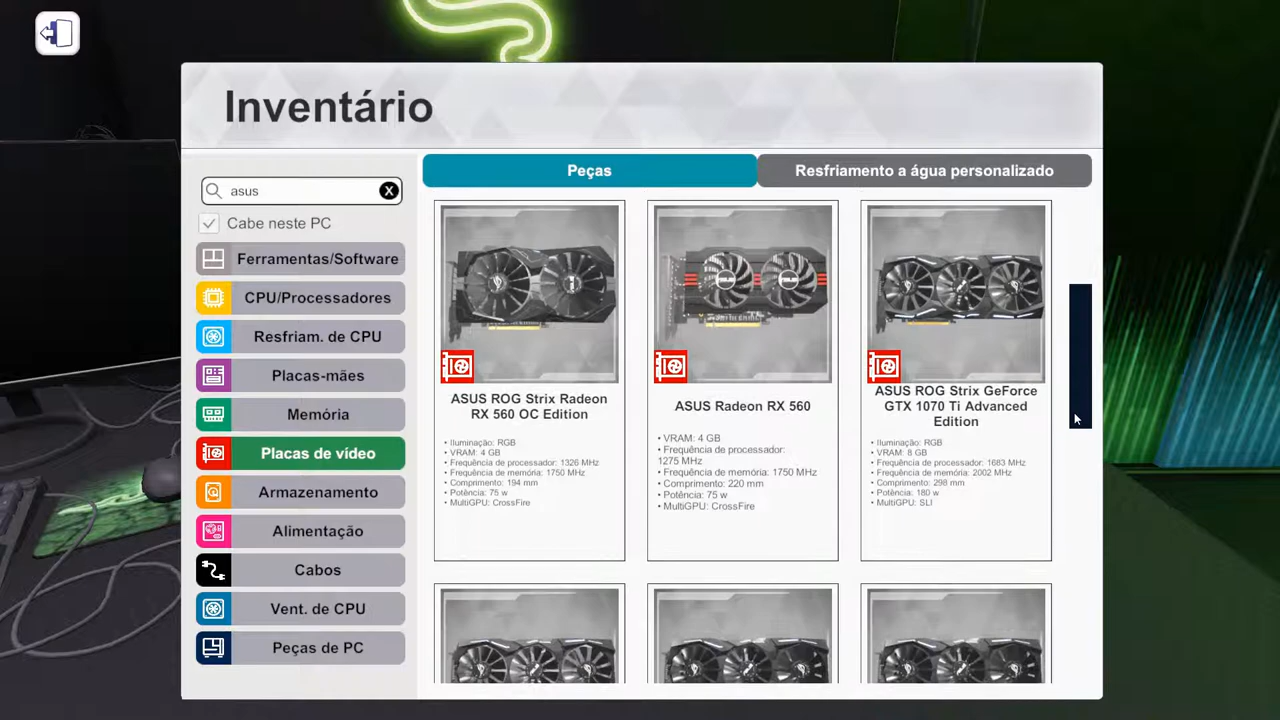 Inventário
asus
X
Cabe neste PC
Ferramentas/Software
CPU/Processadores
Resfriam. de CPU
Placas-mães
Memória
Placas de vídeo
Armazenamento
Alimentação
Cabos
Vent. de CPU
Peças de PC
Peças
Resfriamento a água personalizado
ASUS ROG Strix Radeon
RX 560 OC Edition
• Iluminação: RGB
• VRAM: 4 GB
• Frequência de processador: 1326 MHz
• Frequência de memória: 1750 MHz
• Comprimento: 194 mm
• Potência: 75 w
• MultiGPU: CrossFire
ASUS Radeon RX 560
• VRAM: 4 GB
• Frequência de processador:
1275 MHz
• Frequência de memória: 1750 MHz
• Comprimento: 220 mm
• Potência: 75 w
• MultiGPU: CrossFire
ASUS ROG Strix GeForce
GTX 1070 Ti Advanced
Edition
• Iluminação: RGB
• VRAM: 8 GB
• Frequência de processador: 1683 MHz
• Frequência de memória: 2002 MHz
• Comprimento: 298 mm
• Potência: 180 w
• MultiGPU: SLI